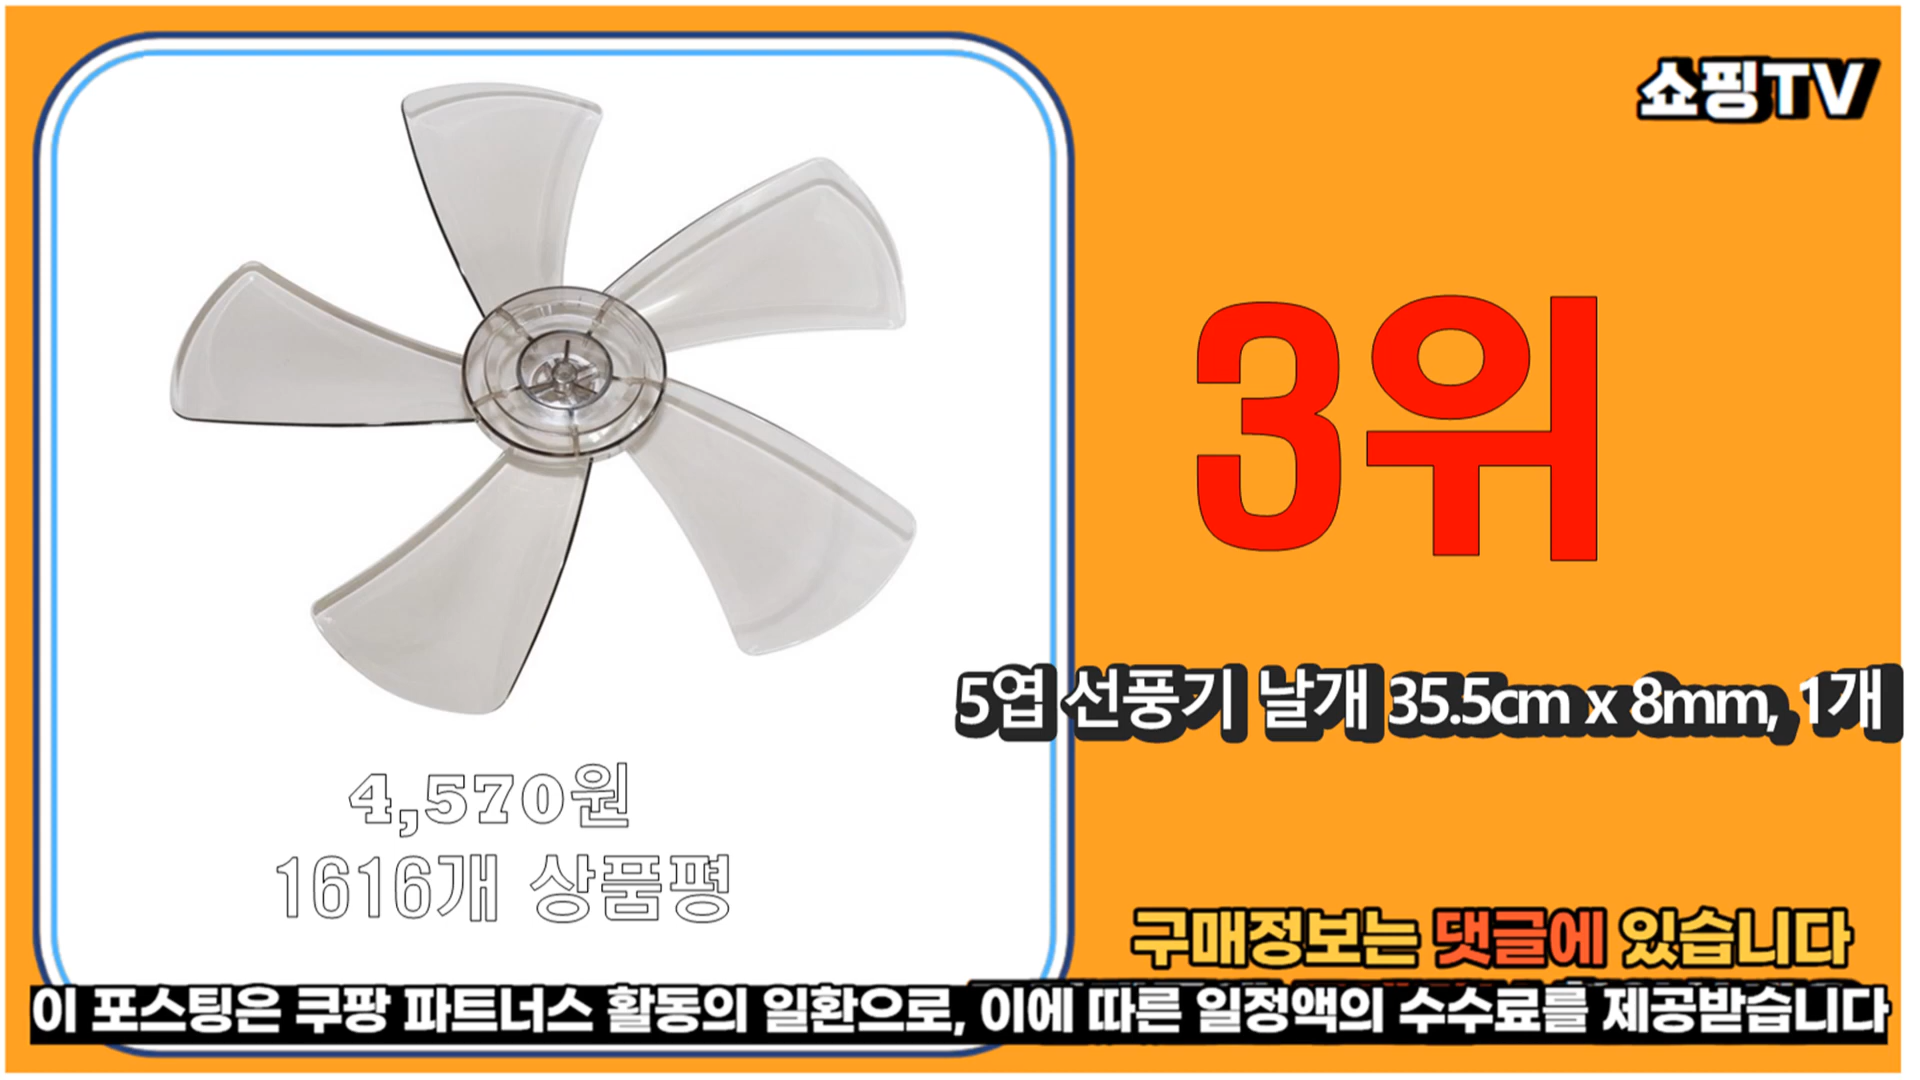 쇼핑TV
3위
5엽 선풍기 날개 35.5cm x 8mm, 1개
4,570원
1616개 상품평
구매정보는 댓글에 있습니다
이 포스팅은 쿠팡 파트너스 활동의 일환으로, 이에 따른 일정액의 수수료를 제공받습니다